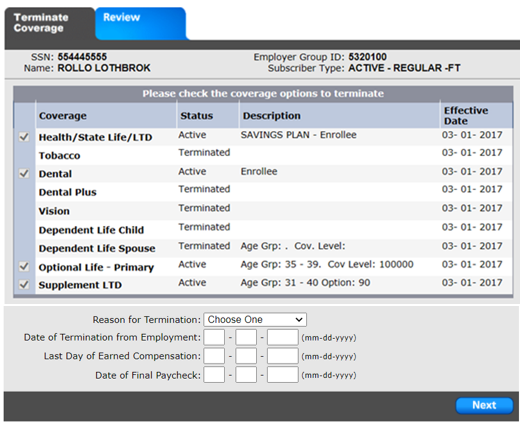 Terminate
Coverage
Review
SSN: 554445555 Employer Group ID: 5320100
Name: ROLLO LOTHBROK Subscriber Type: ACTIVE - REGULAR -FT
Please check the coverage options to terminate
Coverage Status Description Effective
Date
Health/State Life/LTD Active SAVINGS PLAN - Enrollee 03- 01- 2017
Tobacco Terminated 03- 01- 2017
Dental Active Enrollee 03- 01- 2017
Dental Plus Terminated 03- 01- 2017
Vision Terminated 03- 01- 2017
Dependent Life Child Terminated 03- 01- 2017
Dependent Life Spouse Terminated Age Grp: . Cov. Level: 03- 01- 2017
Optional Life - Primary Active Age Grp: 35 - 39. Cov Level: 100000 03- 01- 2017
Supplement LTD Active Age Grp: 31 - 40 Option: 90 03- 01- 2017
Reason for Termination: Choose One
Date of Termination from Employment: - - (mm-dd-yyyy)
Last Day of Earned Compensation: - - (mm-dd-yyyy)
Date of Final Paycheck: - - (mm-dd-yyyy)
Next